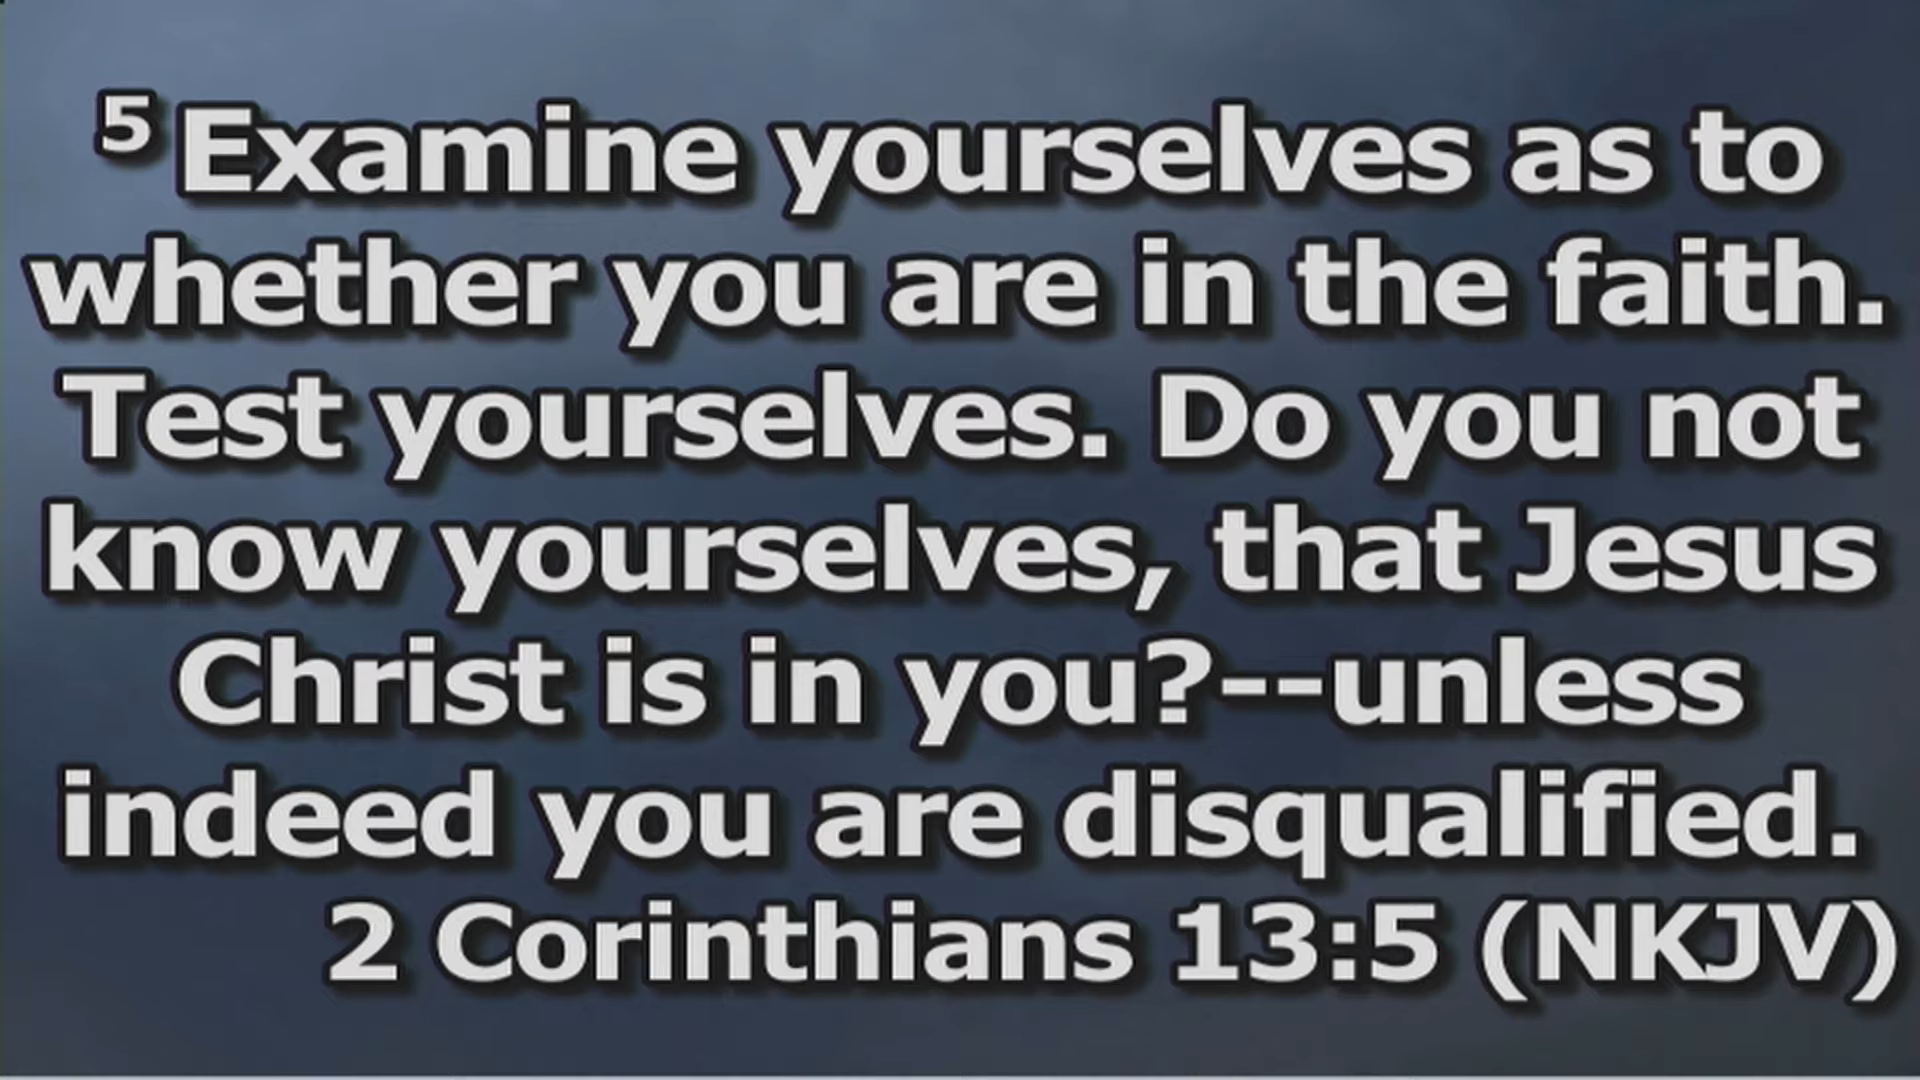 5 Examine yourselves as to
whether you are in the faith.
Test yourselves. Do you not
know yourselves, that Jesus
Christ is in you?--unless
indeed you are disqualified.
2 Corinthians 13:5 (NKJV)